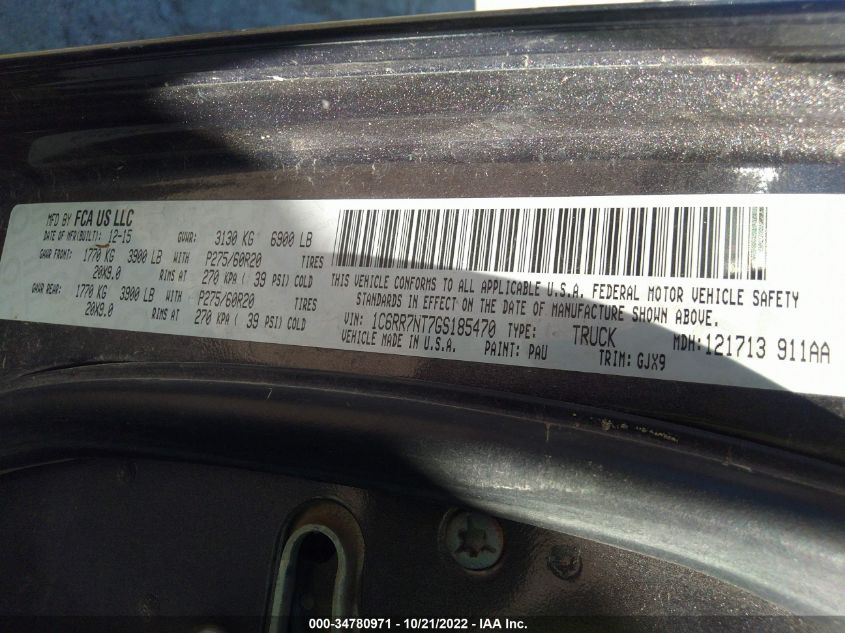 MFD BY FCA US LLC
DATE OF MFR(BUILT): 12-15 GVWR: 3130 KG 6900 LB
GAWR FRONT: 1770 KG 3900 LB WITH P275/60R20 TIRES
20X9.0 RIMS AT 270 KPA ( 39 PSI) COLD
GAWR REAR: 1770 KG 3900 LB WITH P275/60R20 TIRES
20X9.0 RIMS AT 270 KPA ( 39 PSI) COLD
THIS VEHICLE CONFORMS TO ALL APPLICABLE U.S.A. FEDERAL MOTOR VEHICLE SAFETY
STANDARDS IN EFFECT ON THE DATE OF MANUFACTURE SHOWN ABOVE.
VIN: 1C6RR7NT7GS185470 TYPE: TRUCK MDH:121713 911AA
VEHICLE MADE IN U.S.A. PAINT: PAU TRIM: GJX9
000-34780971 - 10/21/2022 - IAA Inc.